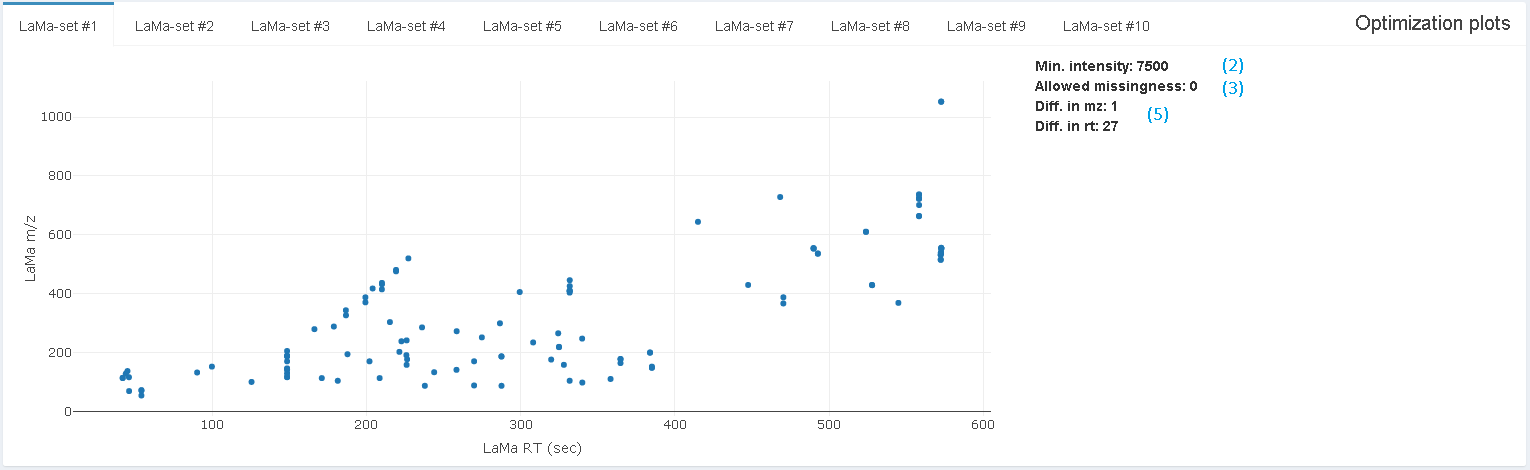 LaMa-set #1 LaMa-set #2 LaMa-set #3 LaMa-set #4 LaMa-set #5 LaMa-set #6 LaMa-set #7 LaMa-set #8 LaMa-set #9 LaMa-set #10 Optimization plots
Min. intensity: 7500 (2)
Allowed missingness: 0 (3)
Diff. in mz: 1 (5)
Diff. in rt: 27
LaMa m/z
1000
800
600
400
200
0
100 200 300 400 500 600
LaMa RT (sec)